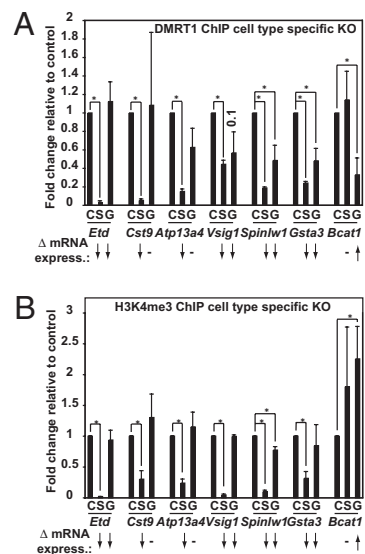 A
DMRT1 ChIP cell type specific KO
Fold change relative to control
2
1.8
1.6
1.4
1.2
1
0.8
0.6
0.4
0.2
0
* * * * 0.1 * * * * *
CSG CSG CSG CSG CSG CSG CSG
Etd Cst9 Atp13a4 Vsig1 Spinlw1 Gsta3 Bcat1
Δ mRNA
express.: ↓ ↓ ↓ - ↓ - ↓ ↓ ↓ ↓ ↓ ↓ - ↑
B
H3K4me3 ChIP cell type specific KO
Fold change relative to control
3
2.5
2
1.5
1
0.5
0
* * * * * * * *
CSG CSG CSG CSG CSG CSG CSG
Etd Cst9 Atp13a4 Vsig1 Spinlw1 Gsta3 Bcat1
Δ mRNA
express.: ↓ ↓ ↓ - ↓ - ↓ ↓ ↓ ↓ ↓ ↓ - ↑